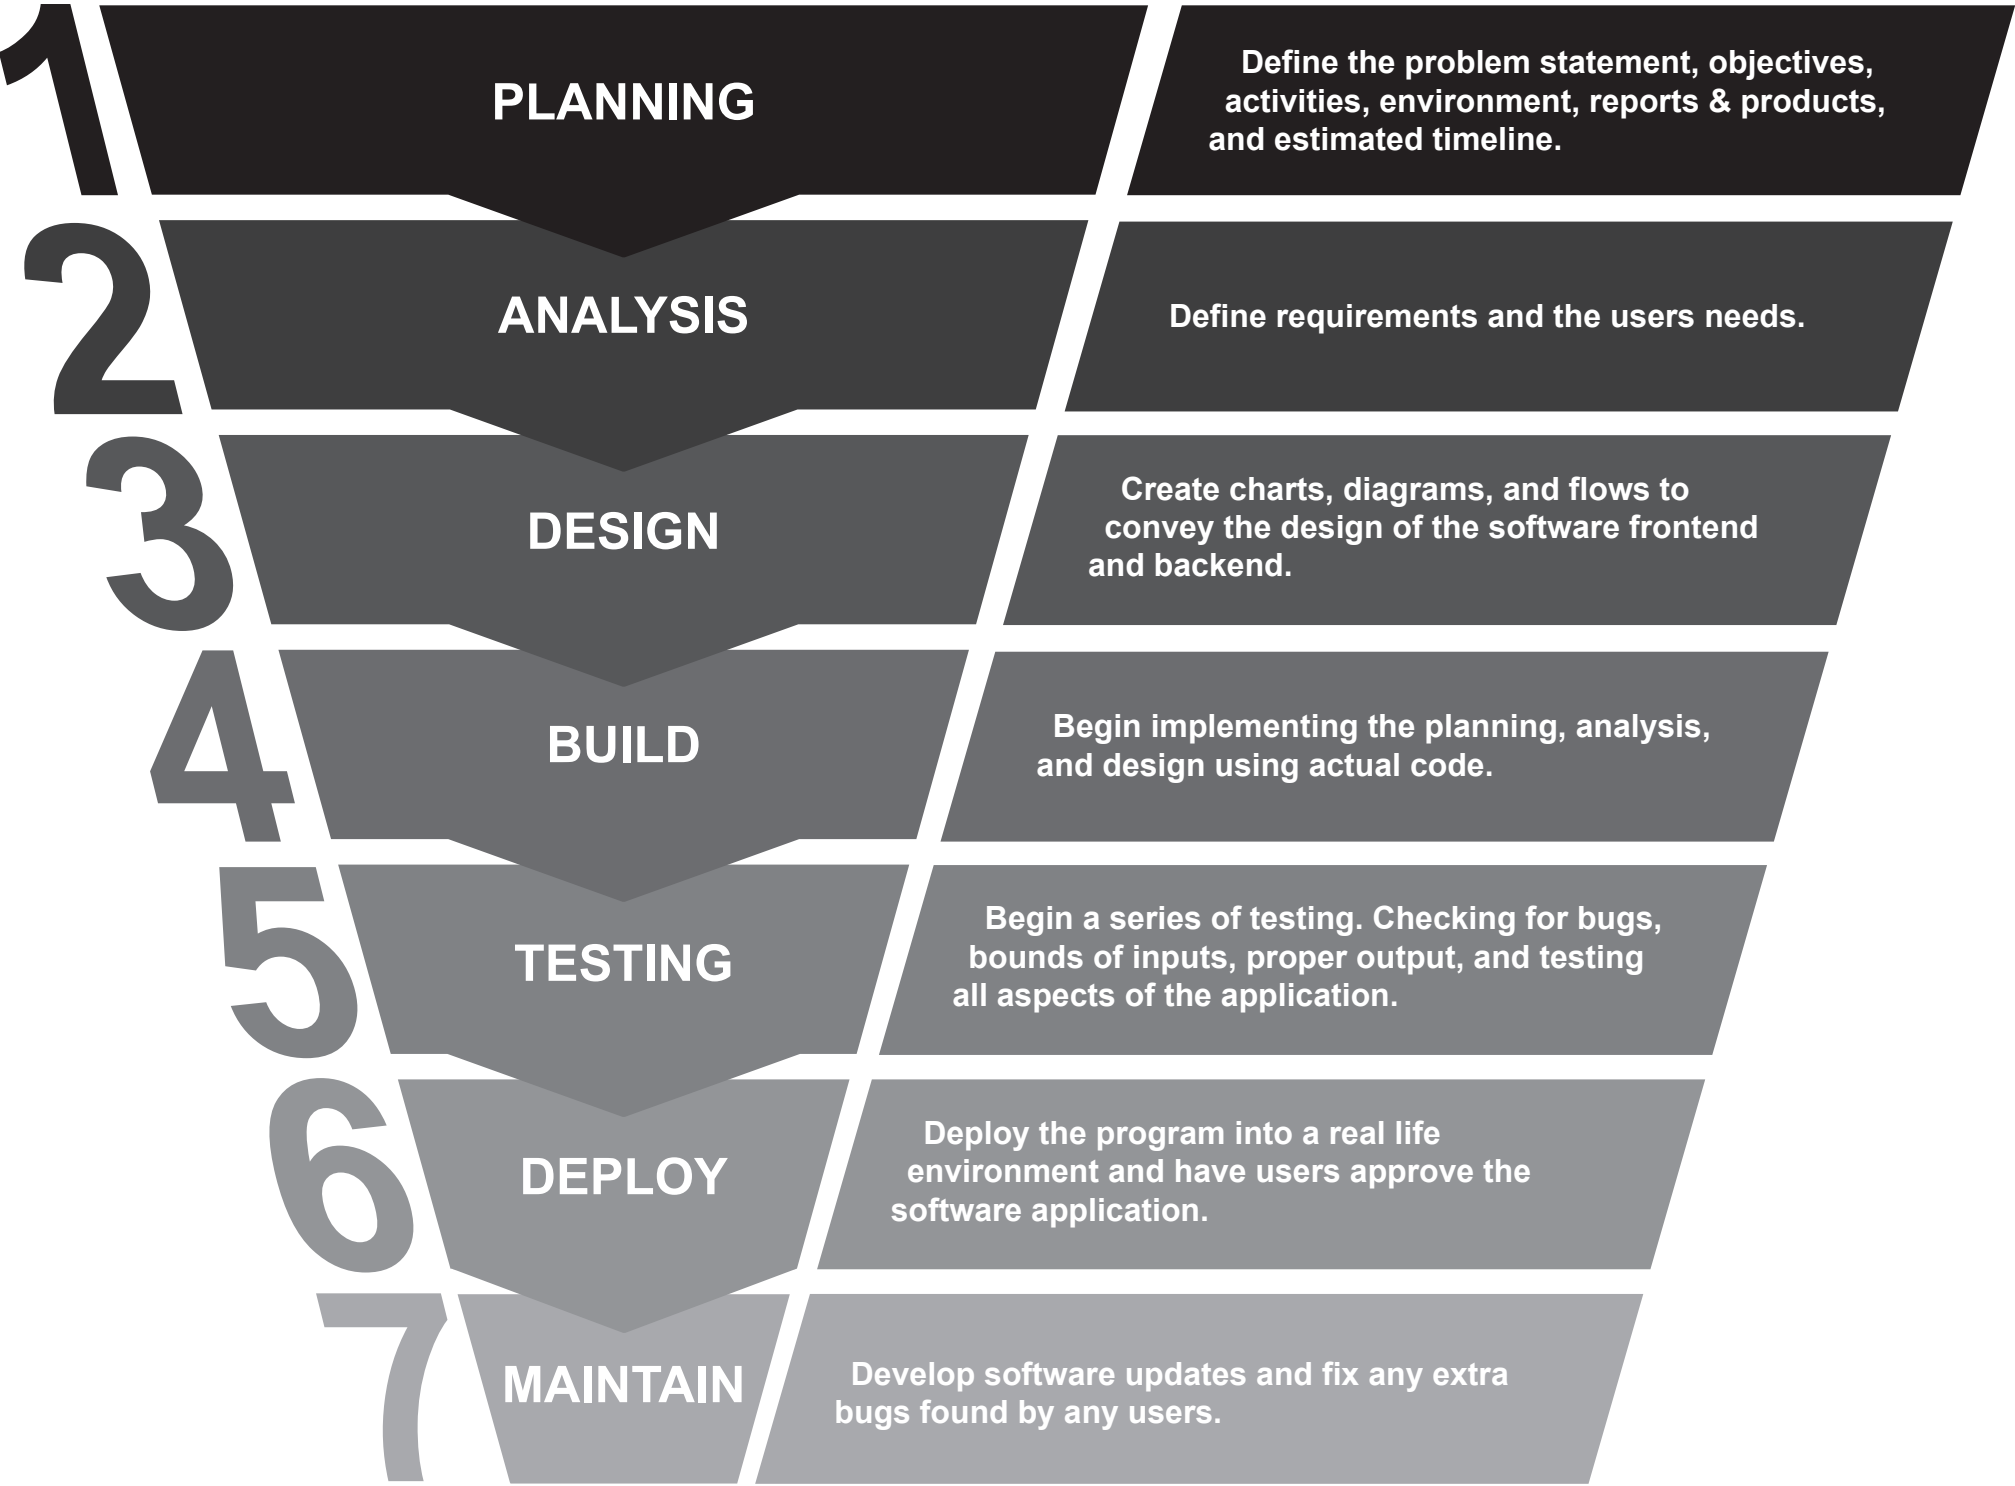 1
PLANNING
Define the problem statement, objectives,
activities, environment, reports & products,
and estimated timeline.
2
ANALYSIS
Define requirements and the users needs.
3
DESIGN
Create charts, diagrams, and flows to
convey the design of the software frontend
and backend.
4
BUILD
Begin implementing the planning, analysis,
and design using actual code.
5
TESTING
Begin a series of testing. Checking for bugs,
bounds of inputs, proper output, and testing
all aspects of the application.
6
DEPLOY
Deploy the program into a real life
environment and have users approve the
software application.
7
MAINTAIN
Develop software updates and fix any extra
bugs found by any users.